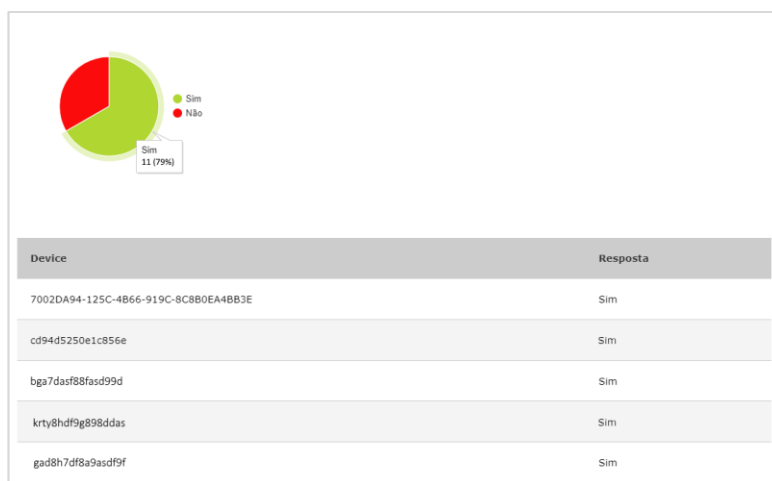 Sim
Não
Sim
11 (79%)
Device Resposta
7002DA94-125C-4B66-919C-8C8B0EA4BB3E Sim
cd94d5250e1c856e Sim
bga7dasf88fasd99d Sim
krty8hdf9g898ddas Sim
gad8h7df8a9asdf9f Sim